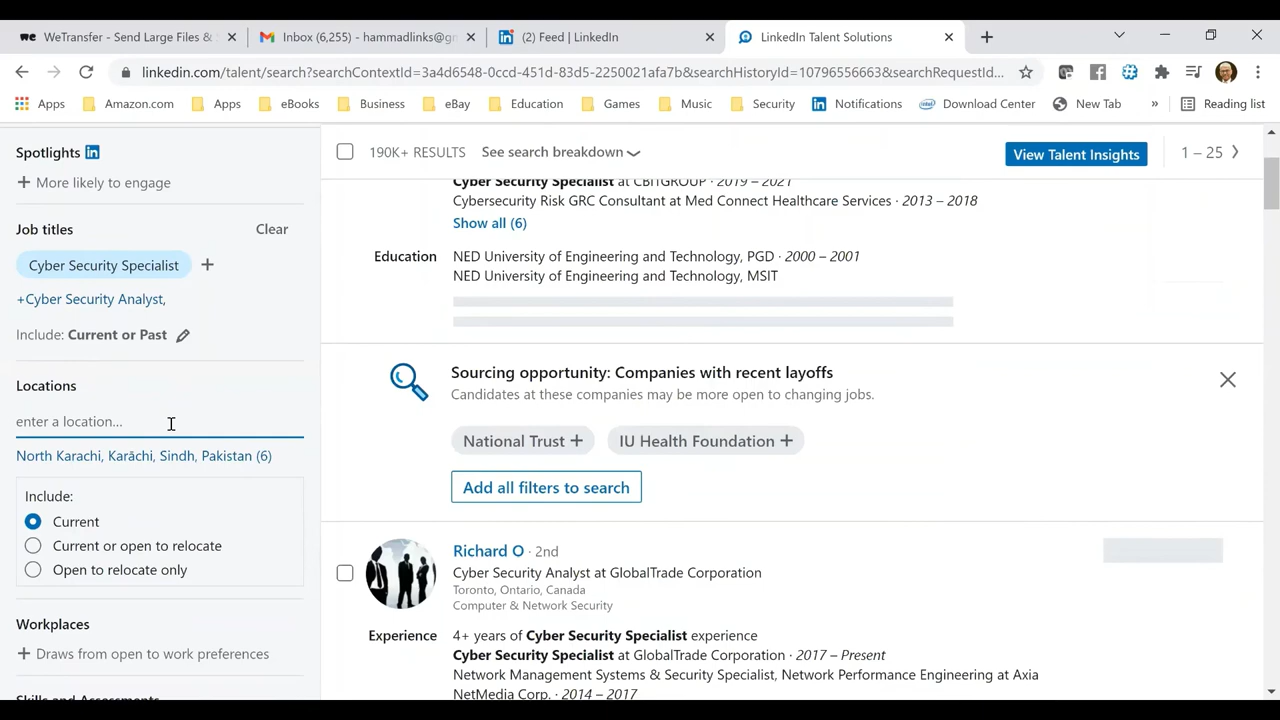 WeTransfer - Send Large Files &
Inbox (6,255) - hammadlinks@gm
(2) Feed | LinkedIn
LinkedIn Talent Solutions
linkedin.com/talent/search?searchContextId=3a4d6548-0ccd-451d-83d5-2250021afa7b&searchHistoryId=10796556663&searchRequestId...
Apps
Amazon.com
Apps
eBooks
Business
eBay
Education
Games
Music
Security
Notifications
Download Center
New Tab
»
Reading list
Spotlights
+ More likely to engage
Job titles
Clear
Cyber Security Specialist +
+Cyber Security Analyst,
Include: Current or Past
Locations
enter a location...
North Karachi, Karāchi, Sindh, Pakistan (6)
Include:
Current
Current or open to relocate
Open to relocate only
Workplaces
+ Draws from open to work preferences
Skills and Assessments
190K+ RESULTS
See search breakdown
View Talent Insights
1 – 25
Cyber Security Specialist at CBITGROUP · 2019 – 2021
Cybersecurity Risk GRC Consultant at Med Connect Healthcare Services · 2013 – 2018
Show all (6)
Education
NED University of Engineering and Technology, PGD · 2000 – 2001
NED University of Engineering and Technology, MSIT
Sourcing opportunity: Companies with recent layoffs
Candidates at these companies may be more open to changing jobs.
National Trust +
IU Health Foundation +
Add all filters to search
Richard O · 2nd
Cyber Security Analyst at GlobalTrade Corporation
Toronto, Ontario, Canada
Computer & Network Security
Experience
4+ years of Cyber Security Specialist experience
Cyber Security Specialist at GlobalTrade Corporation · 2017 – Present
Network Management Systems & Security Specialist, Network Performance Engineering at Axia
NetMedia Corp. · 2014 – 2017